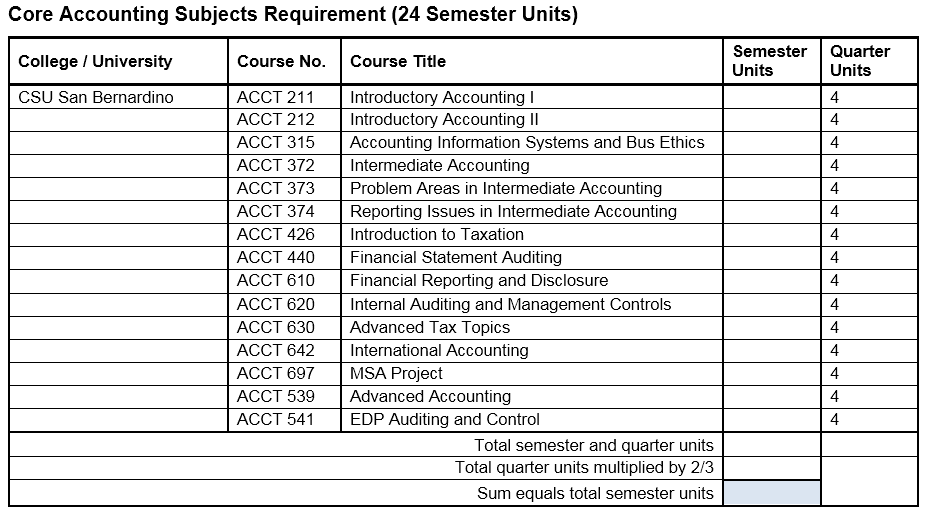 Core Accounting Subjects Requirement (24 Semester Units)
College / University Course No. Course Title Semester Units Quarter Units
CSU San Bernardino ACCT 211 Introductory Accounting I 4
ACCT 212 Introductory Accounting II 4
ACCT 315 Accounting Information Systems and Bus Ethics 4
ACCT 372 Intermediate Accounting 4
ACCT 373 Problem Areas in Intermediate Accounting 4
ACCT 374 Reporting Issues in Intermediate Accounting 4
ACCT 426 Introduction to Taxation 4
ACCT 440 Financial Statement Auditing 4
ACCT 610 Financial Reporting and Disclosure 4
ACCT 620 Internal Auditing and Management Controls 4
ACCT 630 Advanced Tax Topics 4
ACCT 642 International Accounting 4
ACCT 697 MSA Project 4
ACCT 539 Advanced Accounting 4
ACCT 541 EDP Auditing and Control 4
Total semester and quarter units
Total quarter units multiplied by 2/3
Sum equals total semester units